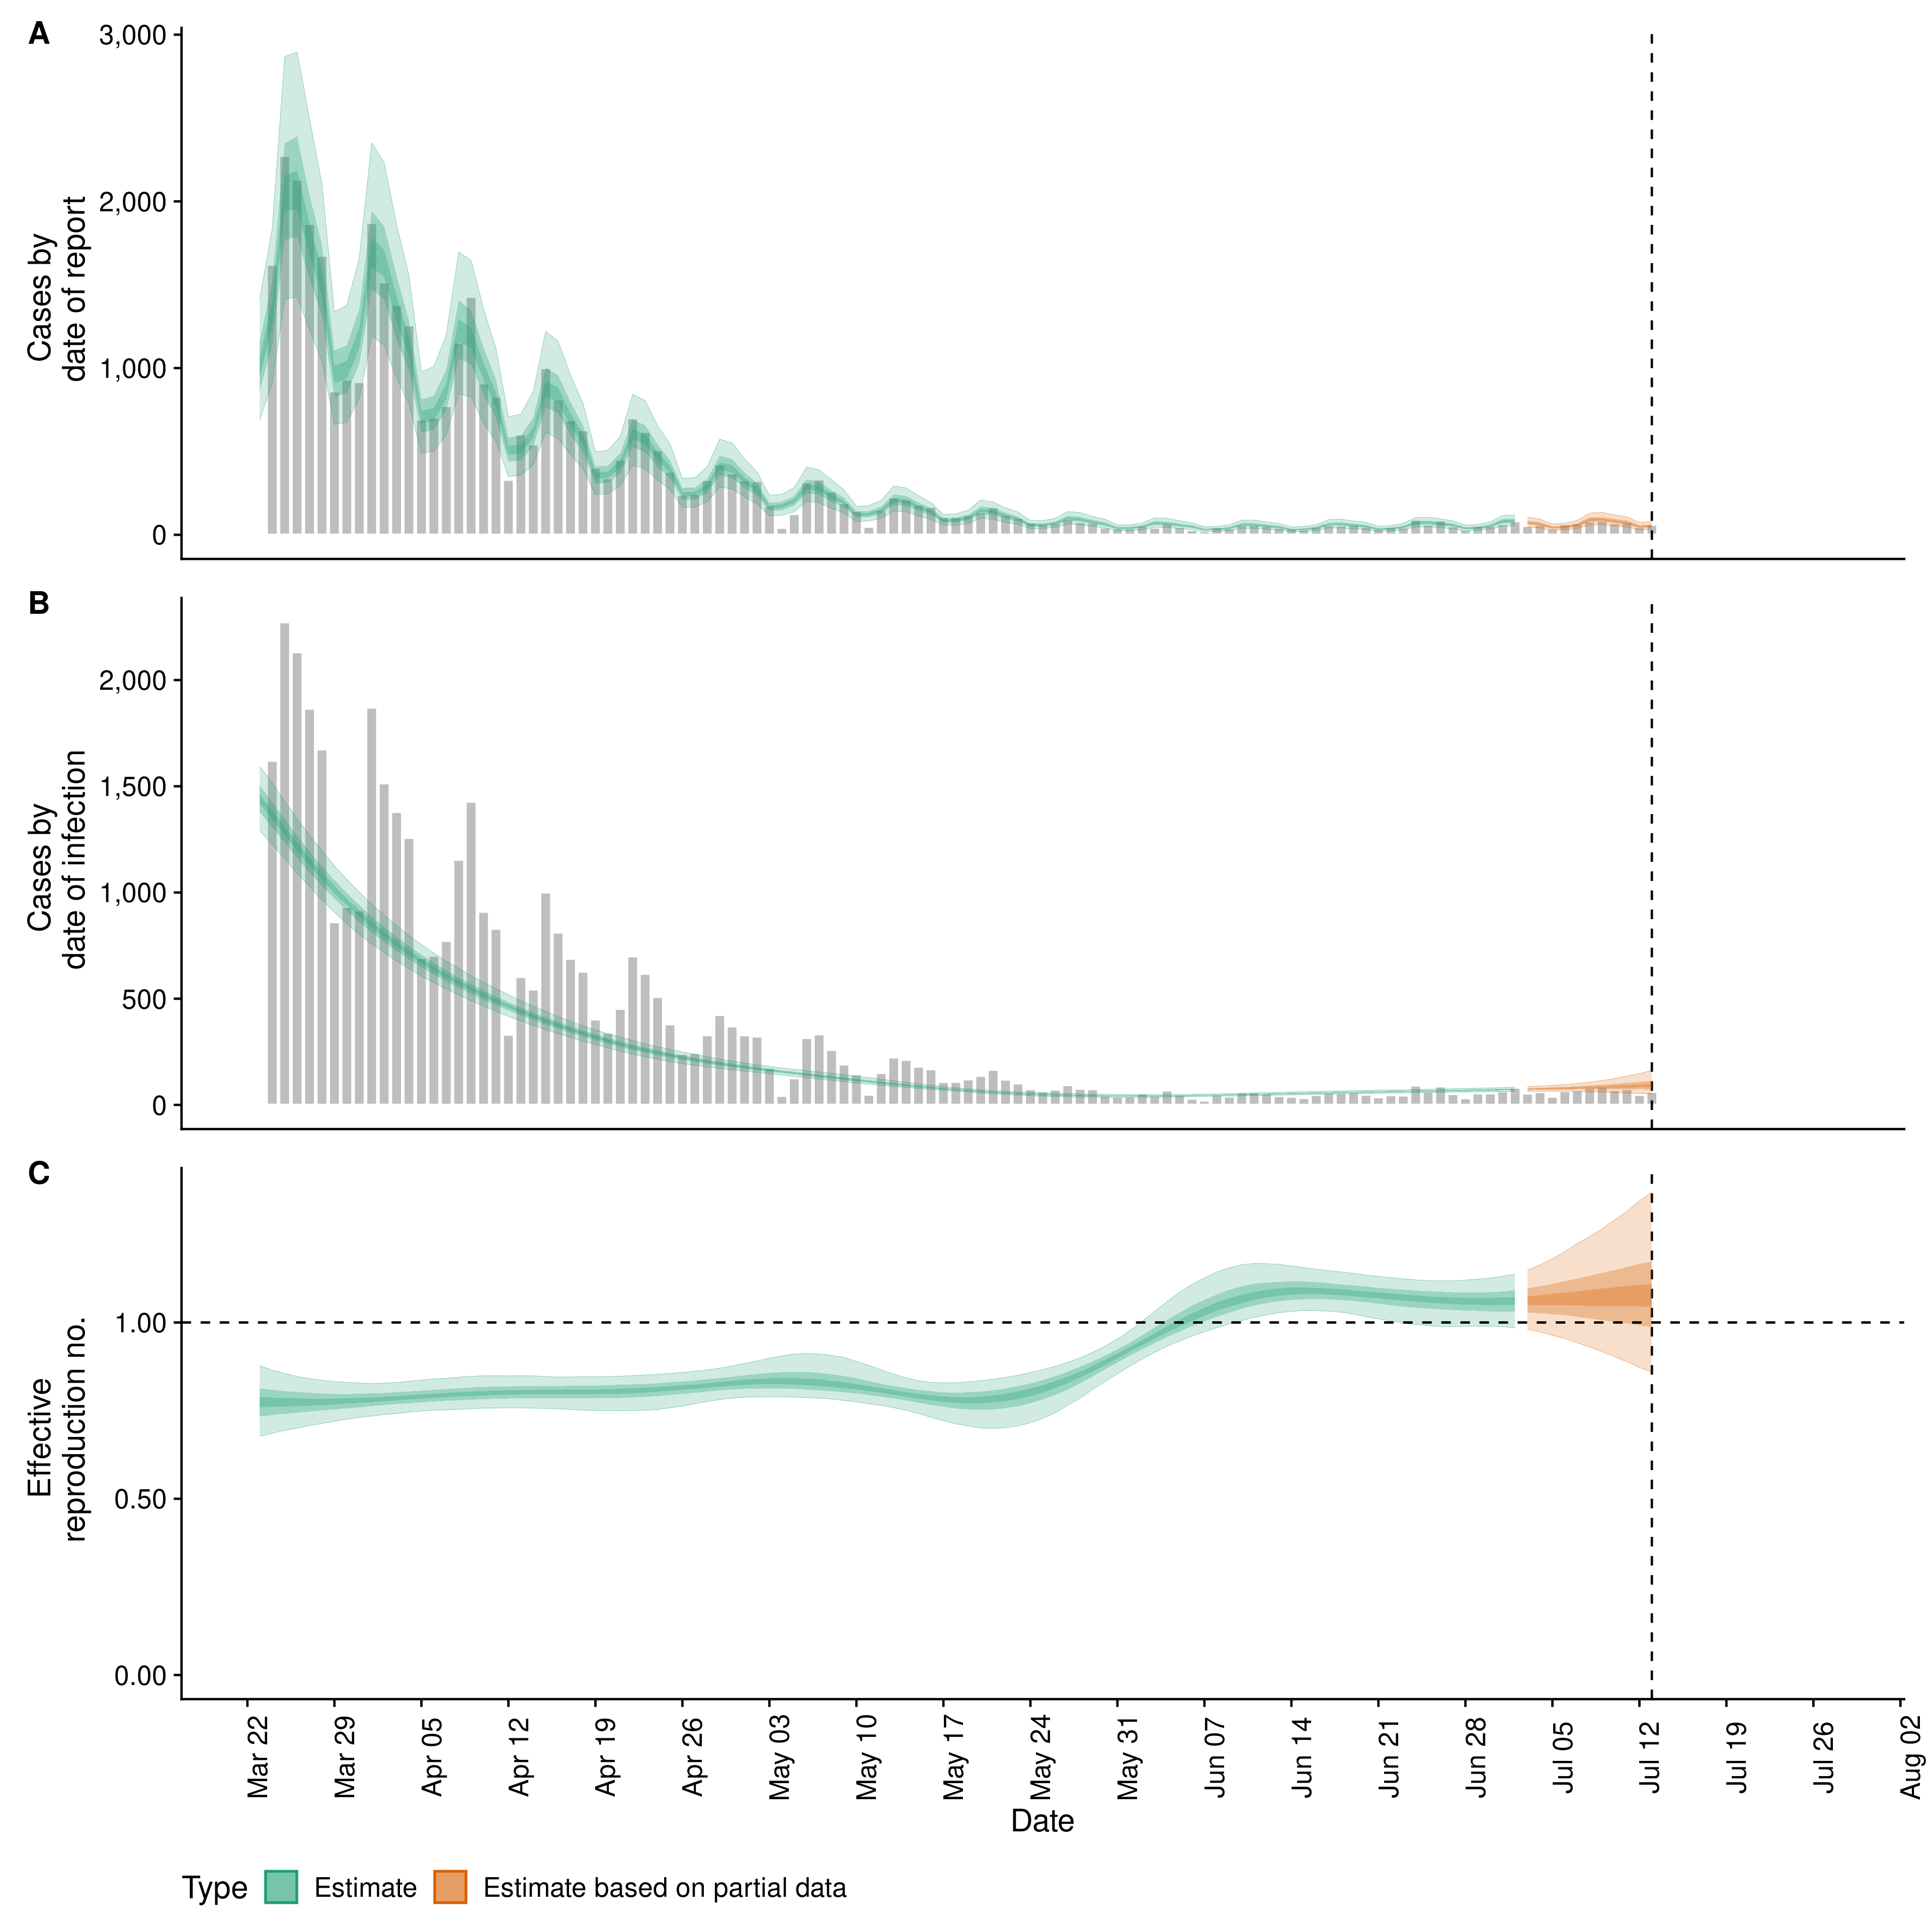 A
Cases by
date of report
3,000
2,000
1,000
0
B
Cases by
date of infection
2,000
1,500
1,000
500
0
C
Effective
reproduction no.
1.00
0.50
0.00
Mar 22
Mar 29
Apr 05
Apr 12
Apr 19
Apr 26
May 03
May 10
May 17
May 24
May 31
Jun 07
Jun 14
Jun 21
Jun 28
Jul 05
Jul 12
Jul 19
Jul 26
Aug 02
Date
Type Estimate Estimate based on partial data